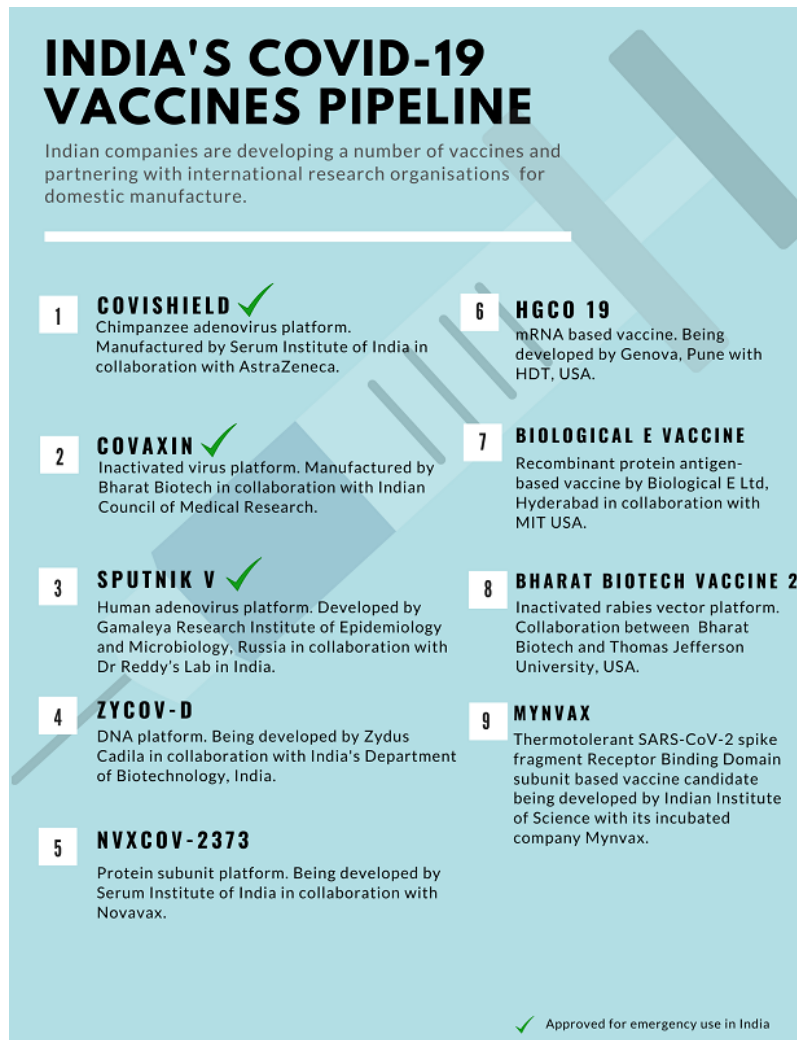 INDIA'S COVID-19
VACCINES PIPELINE
Indian companies are developing a number of vaccines and
partnering with international research organisations for
domestic manufacture.
1
COVISHIELD
Chimpanzee adenovirus platform.
Manufactured by Serum Institute of India in
collaboration with AstraZeneca.
2
COVAXIN
Inactivated virus platform. Manufactured by
Bharat Biotech in collaboration with Indian
Council of Medical Research.
3
SPUTNIK V
Human adenovirus platform. Developed by
Gamaleya Research Institute of Epidemiology
and Microbiology, Russia in collaboration with
Dr Reddy's Lab in India.
4
ZYCOV-D
DNA platform. Being developed by Zydus
Cadila in collaboration with India's Department
of Biotechnology, India.
5
NVXCOV-2373
Protein subunit platform. Being developed by
Serum Institute of India in collaboration with
Novavax.
6
HGCO 19
mRNA based vaccine. Being
developed by Genova, Pune with
HDT, USA.
7
BIOLOGICAL E VACCINE
Recombinant protein antigen-
based vaccine by Biological E Ltd,
Hyderabad in collaboration with
MIT USA.
8
BHARAT BIOTECH VACCINE 2
Inactivated rabies vector platform.
Collaboration between Bharat
Biotech and Thomas Jefferson
University, USA.
9
MYNVAX
Thermotolerant SARS-CoV-2 spike
fragment Receptor Binding Domain
subunit based vaccine candidate
being developed by Indian Institute
of Science with its incubated
company Mynvax.
Approved for emergency use in India